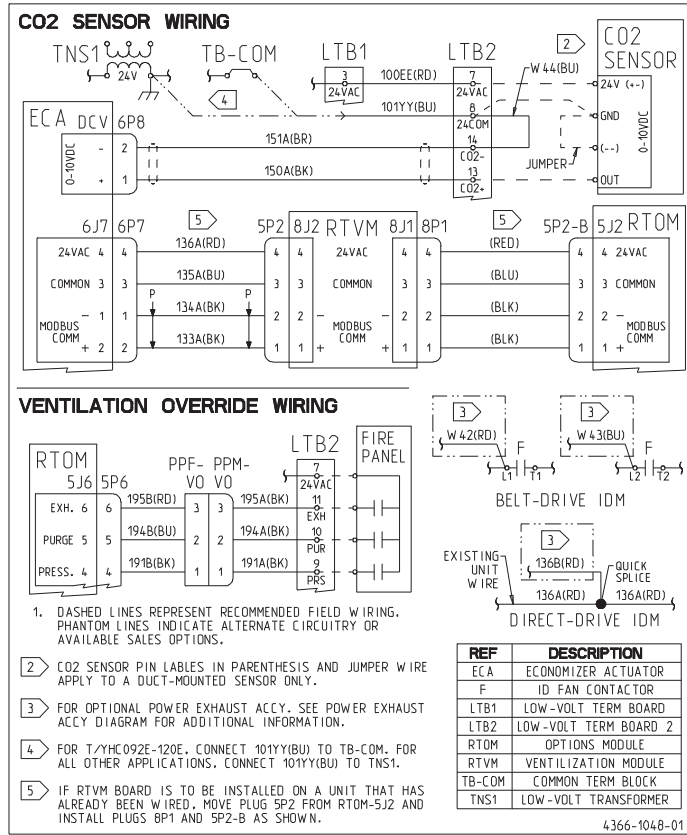 CO2 SENSOR WIRING
TNS1
24V
TB-COM
4
LTB1
3
24VAC
100EE(RD)
101YY(BU)
LTB2
7
24VAC
8
24COM
14
CO2-
13
CO2+
W44(BU)
JUMPER
2
CO2
SENSOR
24V (+~)
GND
(-~)
OUT
0-10VDC
ECA DCV 6P8
0-10VDC
- 2
+ 1
151A(BR)
150A(BK)
6J7 6P7
5
5P2 8J2 RTVM 8J1 8P1
5
5P2-B 5J2 RTOM
24VAC 4 4 136A(RD) 4 4 24VAC 4 4 (RED) 4 4 24VAC
COMMON 3 3 135A(BU) 3 3 COMMON 3 3 (BLU) 3 3 COMMON
P P
- 1 1 134A(BK) 2 2 - - 2 2 (BLK) 2 2 -
MODBUS COMM MODBUS COMM MODBUS COMM
+ 2 2 133A(BK) 1 1 + + 1 1 (BLK) 1 1 +
VENTILATION OVERRIDE WIRING
RTOM
5J6 5P6
PPF-VO PPM-VO
LTB2
FIRE
PANEL
7
24VAC
EXH. 6 6 195B(RD) 3 3 195A(BK) 11
EXH
PURGE 5 5 194B(BU) 2 2 194A(BK) 10
PUR
PRESS. 4 4 191B(BK) 1 1 191A(BK) 9
PRS
3
W42(RD)
F
L1 T1
3
W43(BU)
F
L2 T2
BELT-DRIVE IDM
3
EXISTING
UNIT
WIRE
136B(RD)
QUICK
SPLICE
136A(RD) 136A(RD)
DIRECT-DRIVE IDM
1. DASHED LINES REPRESENT RECOMMENDED FIELD WIRING.
PHANTOM LINES INDICATE ALTERNATE CIRCUITRY OR
AVAILABLE SALES OPTIONS.
2 CO2 SENSOR PIN LABLES IN PARENTHESIS AND JUMPER WIRE
APPLY TO A DUCT-MOUNTED SENSOR ONLY.
3 FOR OPTIONAL POWER EXHAUST ACCY. SEE POWER EXHAUST
ACCY DIAGRAM FOR ADDITIONAL INFORMATION.
4 FOR T/YHC092E-120E, CONNECT 101YY(BU) TO TB-COM. FOR
ALL OTHER APPLICATIONS, CONNECT 101YY(BU) TO TNS1.
5 IF RTVM BOARD IS TO BE INSTALLED ON A UNIT THAT HAS
ALREADY BEEN WIRED, MOVE PLUG 5P2 FROM RTOM-5J2 AND
INSTALL PLUGS 8P1 AND 5P2-B AS SHOWN.
REF DESCRIPTION
ECA ECONOMIZER ACTUATOR
F ID FAN CONTACTOR
LTB1 LOW-VOLT TERM BOARD
LTB2 LOW-VOLT TERM BOARD 2
RTOM OPTIONS MODULE
RTVM VENTILIZATION MODULE
TB-COM COMMON TERM BLOCK
TNS1 LOW-VOLT TRANSFORMER
4366-1048-01